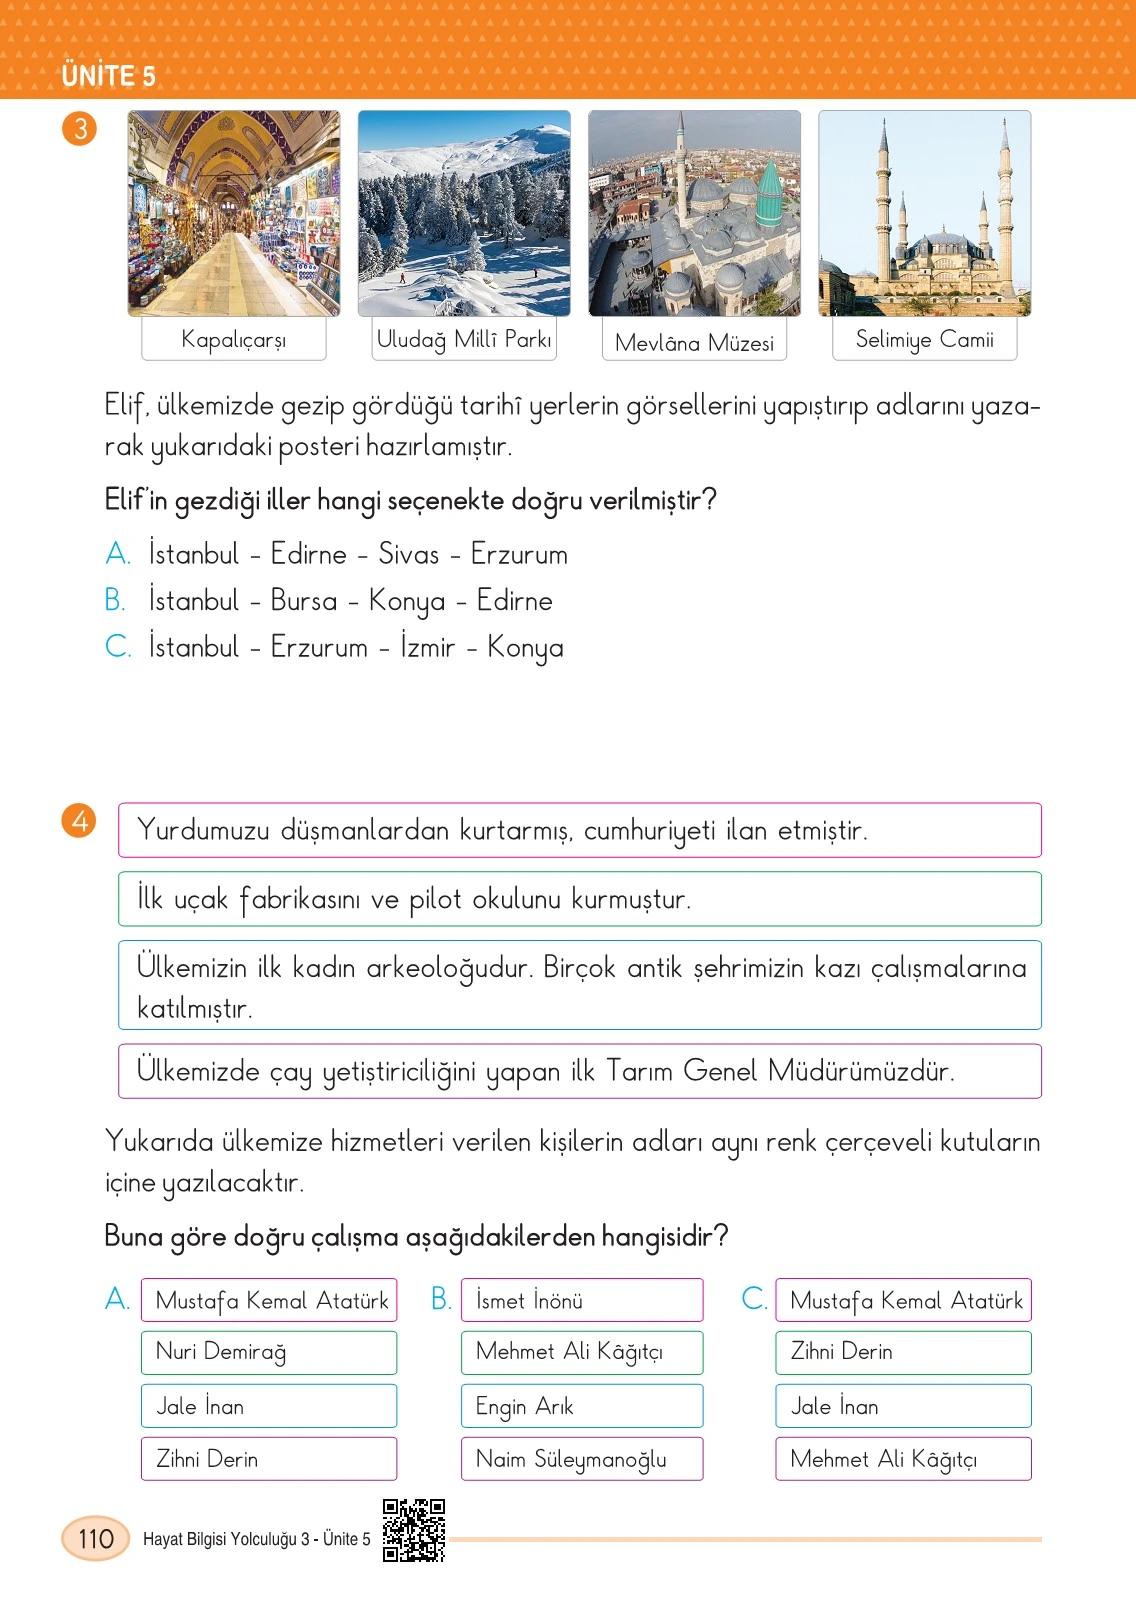 ÜNİTE 5
3
Kapalıçarşı
Uludağ Millî Parkı
Mevlâna Müzesi
Selimiye Camii
Elif, ülkemizde gezip gördüğü tarihî yerlerin görsellerini yapıştırıp adlarını yaza-
rak yukarıdaki posteri hazırlamıştır.
Elif'in gezdiği iller hangi seçenekte doğru verilmiştir?
A. İstanbul - Edirne - Sivas - Erzurum
B. İstanbul - Bursa - Konya - Edirne
C. İstanbul - Erzurum - İzmir - Konya
4
Yurdumuzu düşmanlardan kurtarmış, cumhuriyeti ilan etmiştir.
İlk uçak fabrikasını ve pilot okulunu kurmuştur.
Ülkemizin ilk kadın arkeoloğudur. Birçok antik şehrimizin kazı çalışmalarına
katılmıştır.
Ülkemizde çay yetiştiriciliğini yapan ilk Tarım Genel Müdürümüzdür.
Yukarıda ülkemize hizmetleri verilen kişilerin adları aynı renk çerçeveli kutuların
içine yazılacaktır.
Buna göre doğru çalışma aşağıdakilerden hangisidir?
A.
Mustafa Kemal Atatürk
Nuri Demirağ
Jale İnan
Zihni Derin
B.
İsmet İnönü
Mehmet Ali Kâğıtçı
Engin Arık
Naim Süleymanoğlu
C.
Mustafa Kemal Atatürk
Zihni Derin
Jale İnan
Mehmet Ali Kâğıtçı
110
Hayat Bilgisi Yolculuğu 3 - Ünite 5